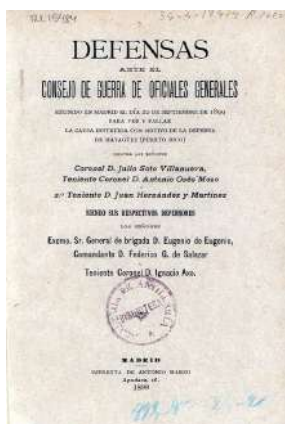 DEFENSAS
ANTE EL
CONSEJO DE GUERRA DE OFICIALES GENERALES
REUNIDO EN MADRID EL DÍA 22 DE SEPTIEMBRE DE 1899
PARA VER Y FALLAR
LA CAUSA INSTRUIDA CON MOTIVO DE LA DEFENSA
DE MAYAGÜEZ (PUERTO RICO)
CONTRA LOS SEÑORES
Coronel D. Julio Soto Villanueva,
Teniente Coronel D. Antonio Osés Mozo
y
2.º Teniente D. Juan Hernández y Martínez
SIENDO SUS RESPECTIVOS DEFENSORES
LOS SEÑORES
Excmo. Sr. General de brigada D. Eugenio de Eugenio,
Comandante D. Federico G. de Salazar
y
Teniente Coronel D. Ignacio Axo.
MADRID
IMPRENTA DE ANTONIO MARZO
1899